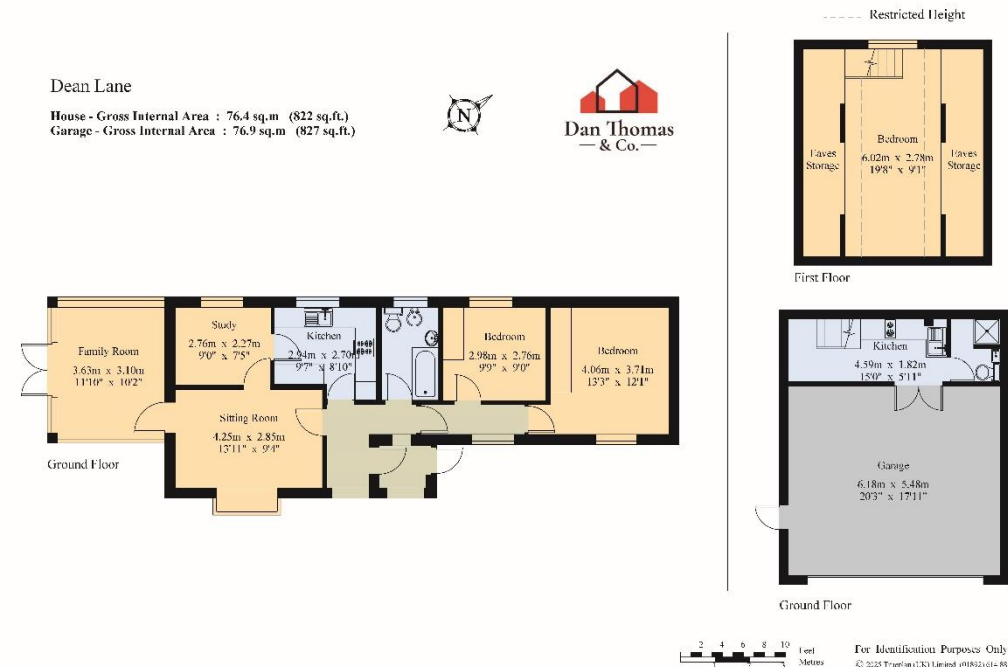 Restricted Height
Dean Lane
House - Gross Internal Area : 76.4 sq.m (822 sq.ft.)
Garage - Gross Internal Area : 76.9 sq.m (827 sq.ft.)
N
Dan Thomas
& Co.
Eaves
Storage
Bedroom
6.02m x 2.78m
19'8" x 9'1"
Eaves
Storage
First Floor
Family Room
3.63m x 3.10m
11'10" x 10'2"
Study
2.76m x 2.27m
9'0" x 7'5"
Kitchen
2.94m x 2.70m
9'7" x 8'10"
Bedroom
2.98m x 2.76m
9'9" x 9'0"
Bedroom
4.06m x 3.71m
13'3" x 12'1"
Sitting Room
4.25m x 2.85m
13'11" x 9'4"
Ground Floor
Kitchen
4.59m x 1.82m
15'0" x 5'11"
Garage
6.18m x 5.48m
20'3" x 17'11"
Ground Floor
2 4 6 8 10
Feet
Metres
For Identification Purposes Only
© 2025 (UK) Limited